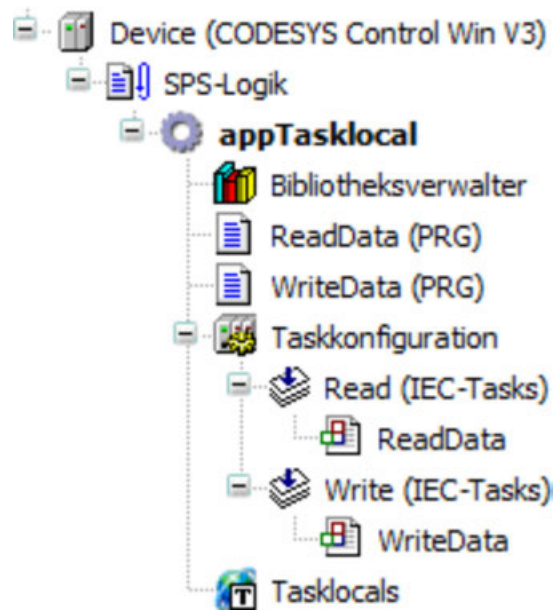 Device (CODESYS Control Win V3)
SPS-Logik
appTasklocal
Bibliotheksverwalter
ReadData (PRG)
WriteData (PRG)
Taskkonfiguration
Read (IEC-Tasks)
ReadData
Write (IEC-Tasks)
WriteData
T
Tasklocals